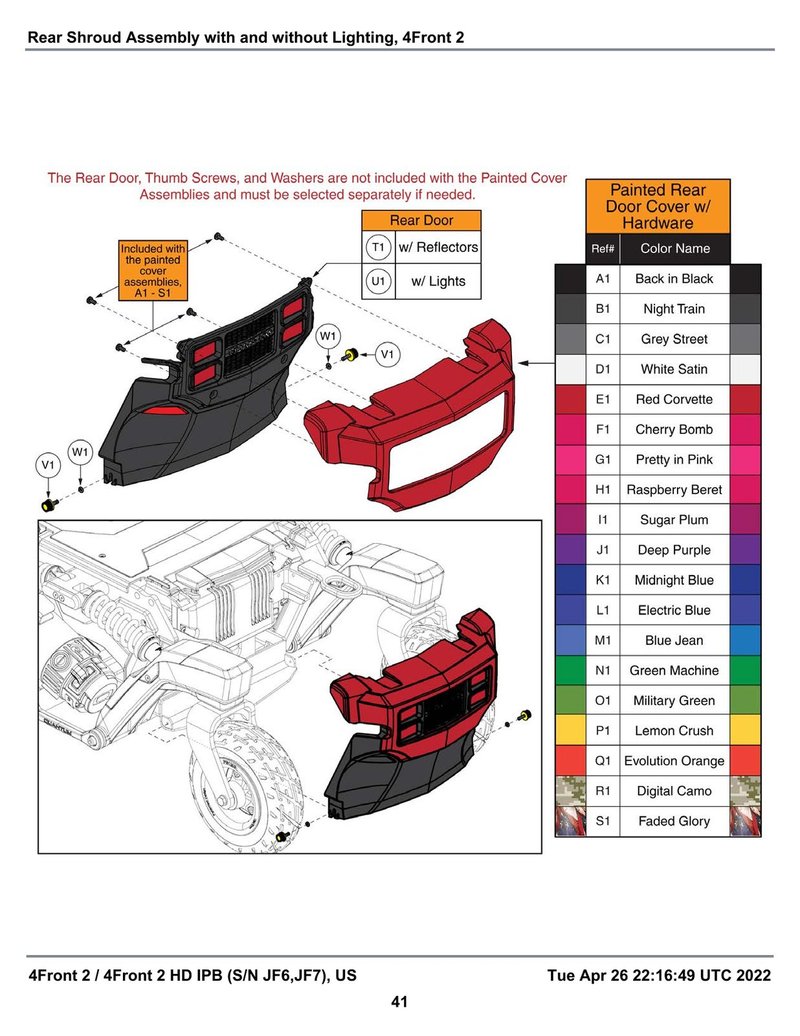 Rear Shroud Assembly with and without Lighting, 4Front 2
The Rear Door, Thumb Screws, and Washers are not included with the Painted Cover
Assemblies and must be selected separately if needed.
Included with
the painted
cover
assemblies,
A1 - S1
Rear Door
T1 w/ Reflectors
U1 w/ Lights
W1
V1
W1
V1
QUANTUM
Painted Rear
Door Cover w/
Hardware
Ref# Color Name
A1 Back in Black
B1 Night Train
C1 Grey Street
D1 White Satin
E1 Red Corvette
F1 Cherry Bomb
G1 Pretty in Pink
H1 Raspberry Beret
I1 Sugar Plum
J1 Deep Purple
K1 Midnight Blue
L1 Electric Blue
M1 Blue Jean
N1 Green Machine
O1 Military Green
P1 Lemon Crush
Q1 Evolution Orange
R1 Digital Camo
S1 Faded Glory
4Front 2 / 4Front 2 HD IPB (S/N JF6,JF7), US
Tue Apr 26 22:16:49 UTC 2022
41